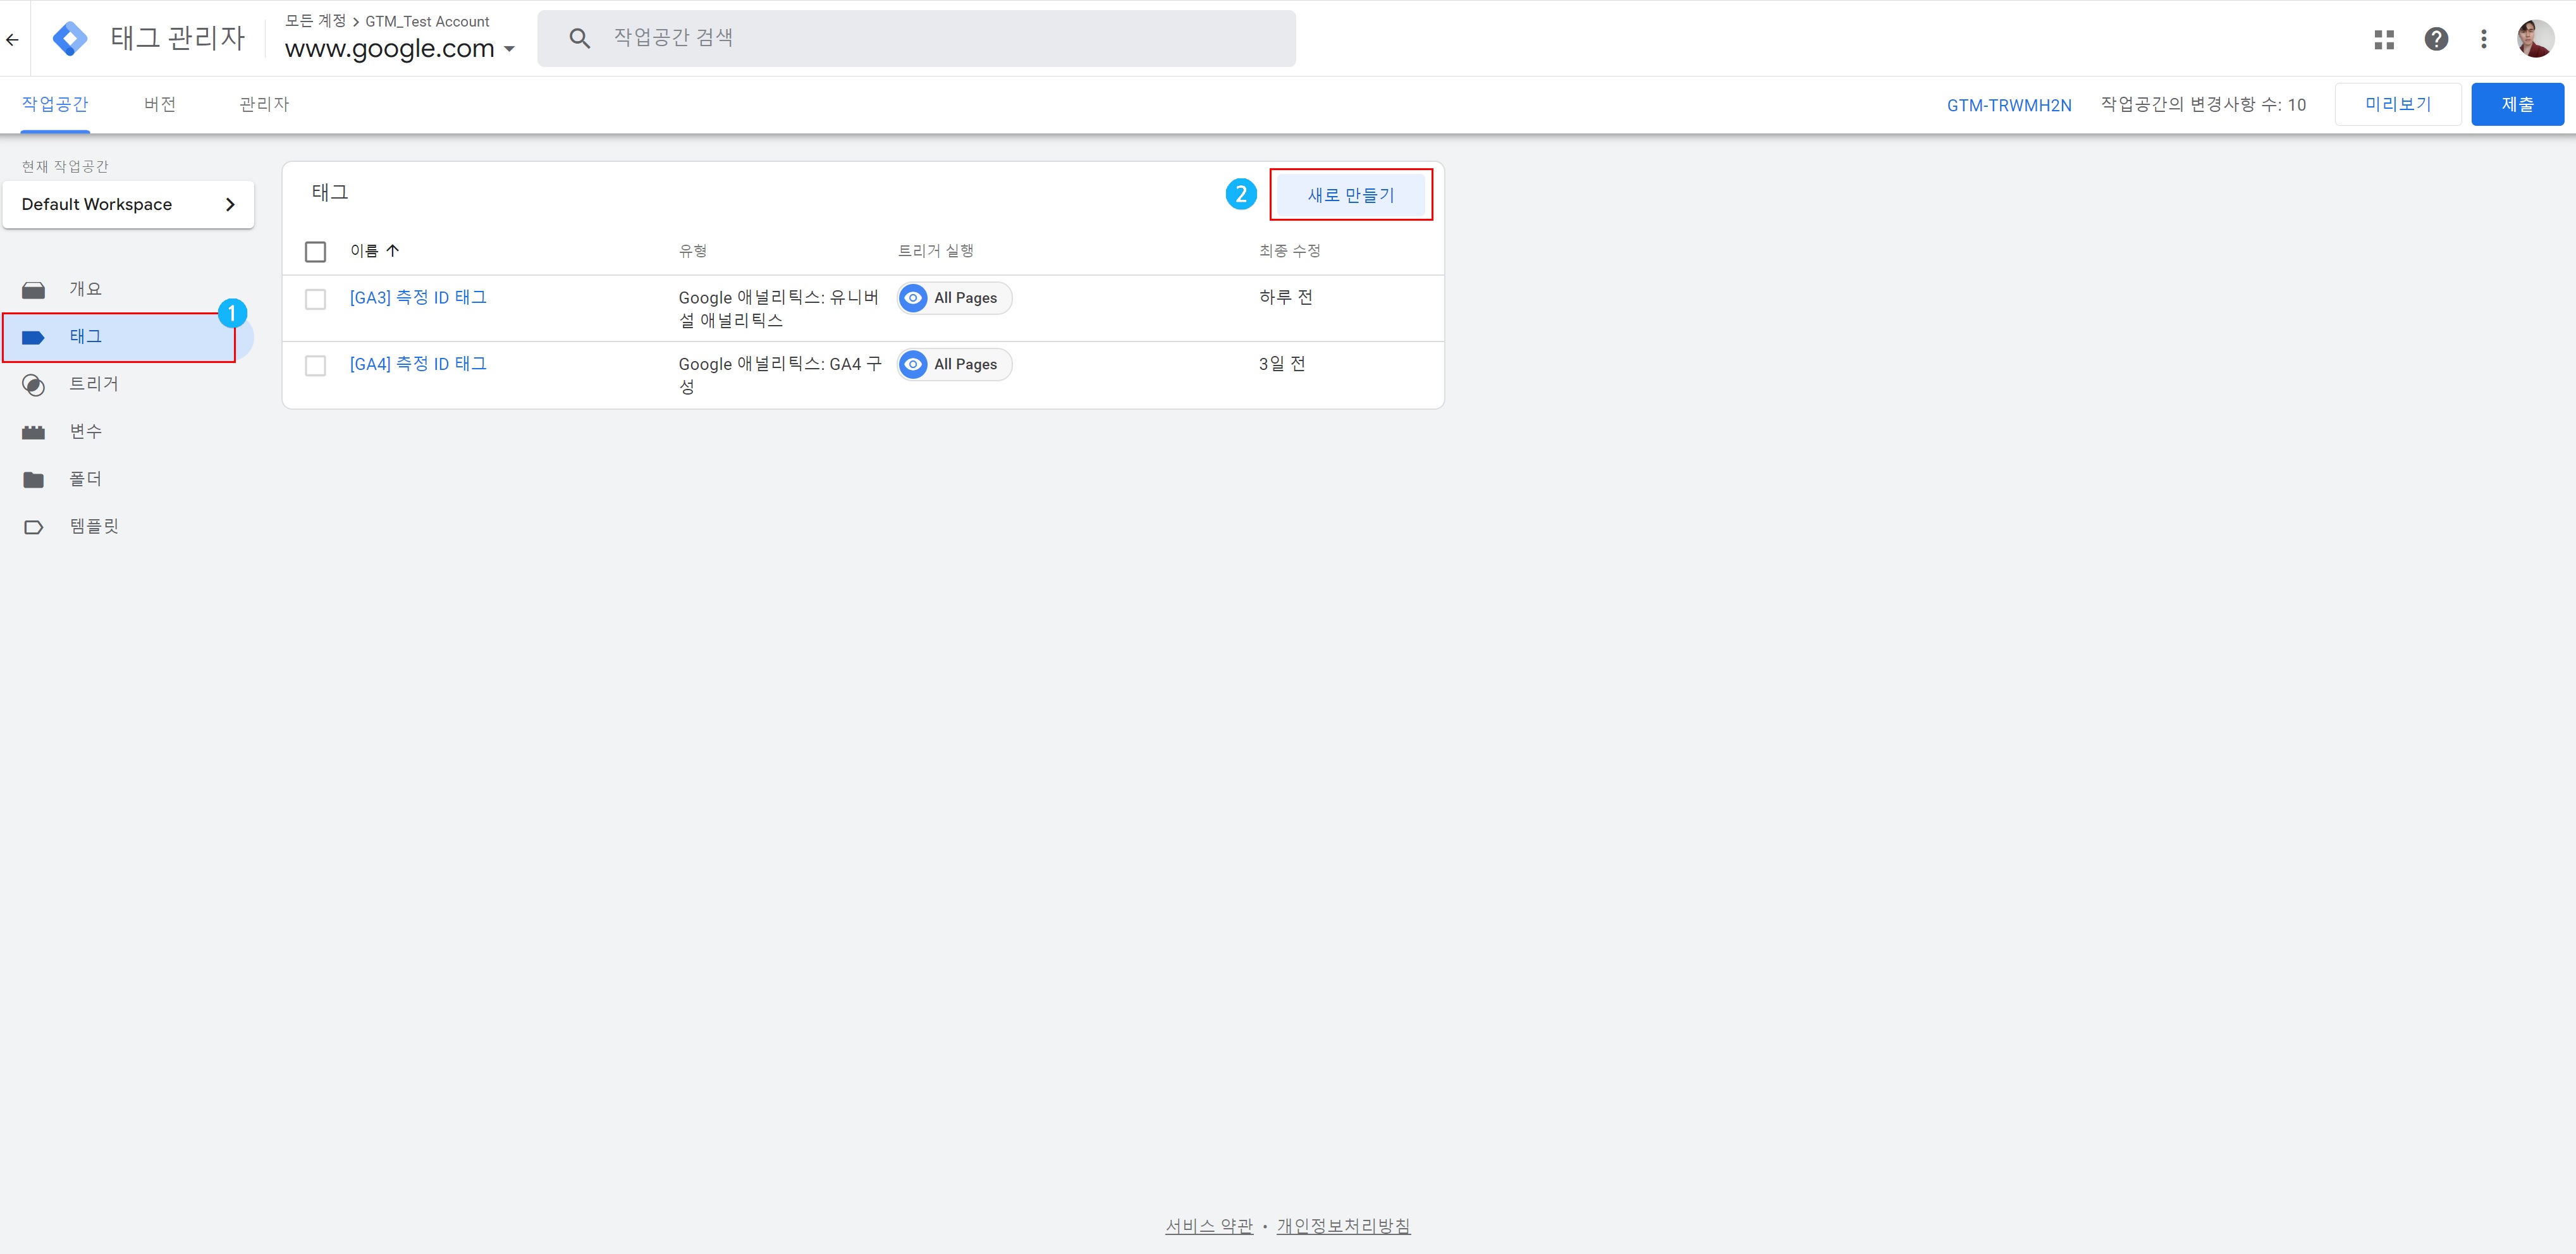 모든 계정 > GTM_Test Account
태그 관리자
www.google.com
작업공간 검색
작업공간
버전
관리자
GTM-TRWMH2N
작업공간의 변경사항 수: 10
미리보기
제출
현재 작업공간
Default Workspace
개요
1
태그
트리거
변수
폴더
템플릿
태그
2
새로 만들기
이름
유형
트리거 실행
최종 수정
[GA3] 측정 ID 태그
Google 애널리틱스: 유니버
설 애널리틱스
All Pages
하루 전
[GA4] 측정 ID 태그
Google 애널리틱스: GA4 구
성
All Pages
3일 전
서비스 약관 • 개인정보처리방침